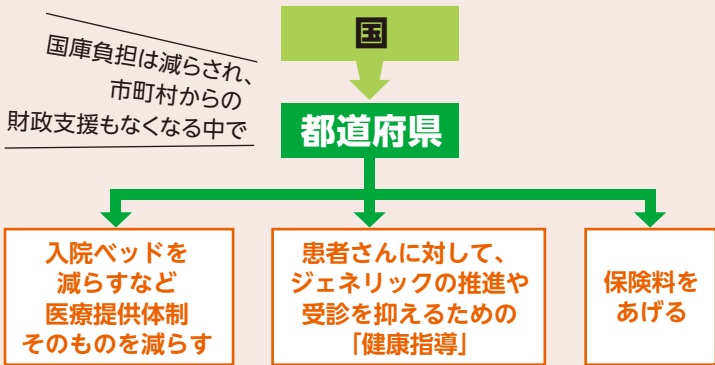 国庫負担は減らされ、
市町村からの
財政支援もなくなる中で
国
都道府県
入院ベッドを
減らすなど
医療提供体制
そのものを減らす
患者さんに対して、
ジェネリックの推進や
受診を抑えるための
「健康指導」
保険料を
あげる